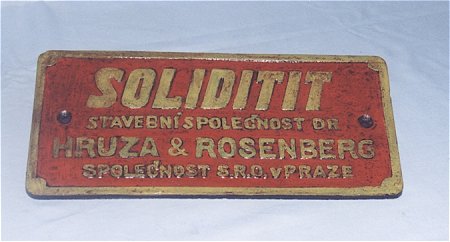 SOLIDITIT
STAVEBNÍ SPOLEČNOST DR.
HRUZA & ROSENBERG
SPOLEČNOST S.R.O. V PRAZE